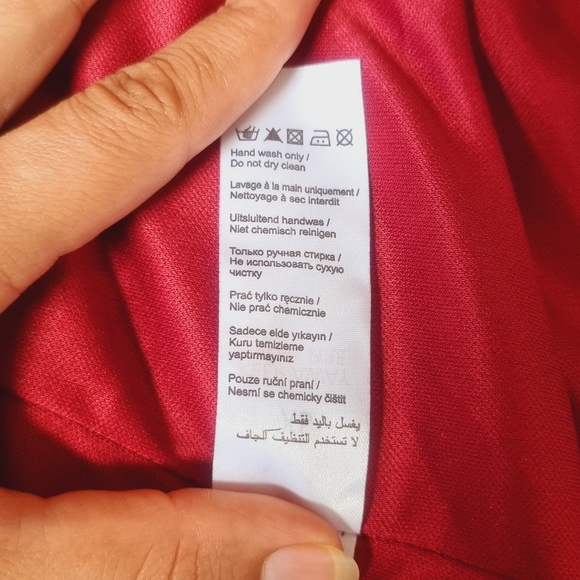 Hand wash only /
Do not dry clean
Lavage à la main uniquement /
Nettoyage à sec interdit
Uitsluitend handwas /
Niet chemisch reinigen
Только ручная стирка /
Не использовать сухую
чистку
Prać tylko ręcznie /
Nie prać chemicznie
Sadece elde yıkayın /
Kuru temizleme
yaptırmayınız
Pouze ruční praní /
Nesmí se chemicky čištit
يغسل باليد فقط
لا تستخدم للتنظيف الجاف